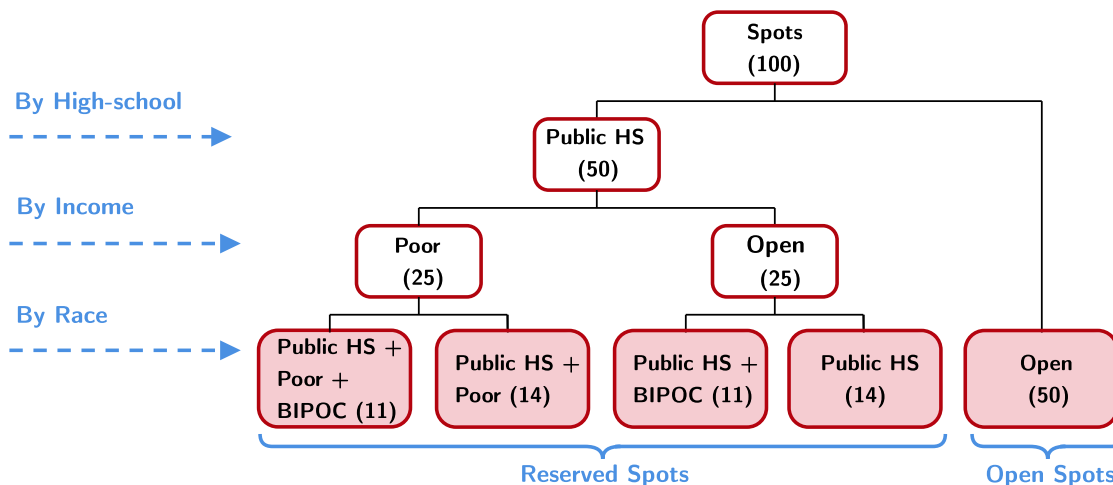 Spots
(100)
By High-school
Public HS
(50)
By Income
Poor
(25)
Open
(25)
By Race
Public HS +
Poor +
BIPOC (11)
Public HS +
Poor (14)
Public HS +
BIPOC (11)
Public HS
(14)
Open
(50)
Reserved Spots
Open Spots